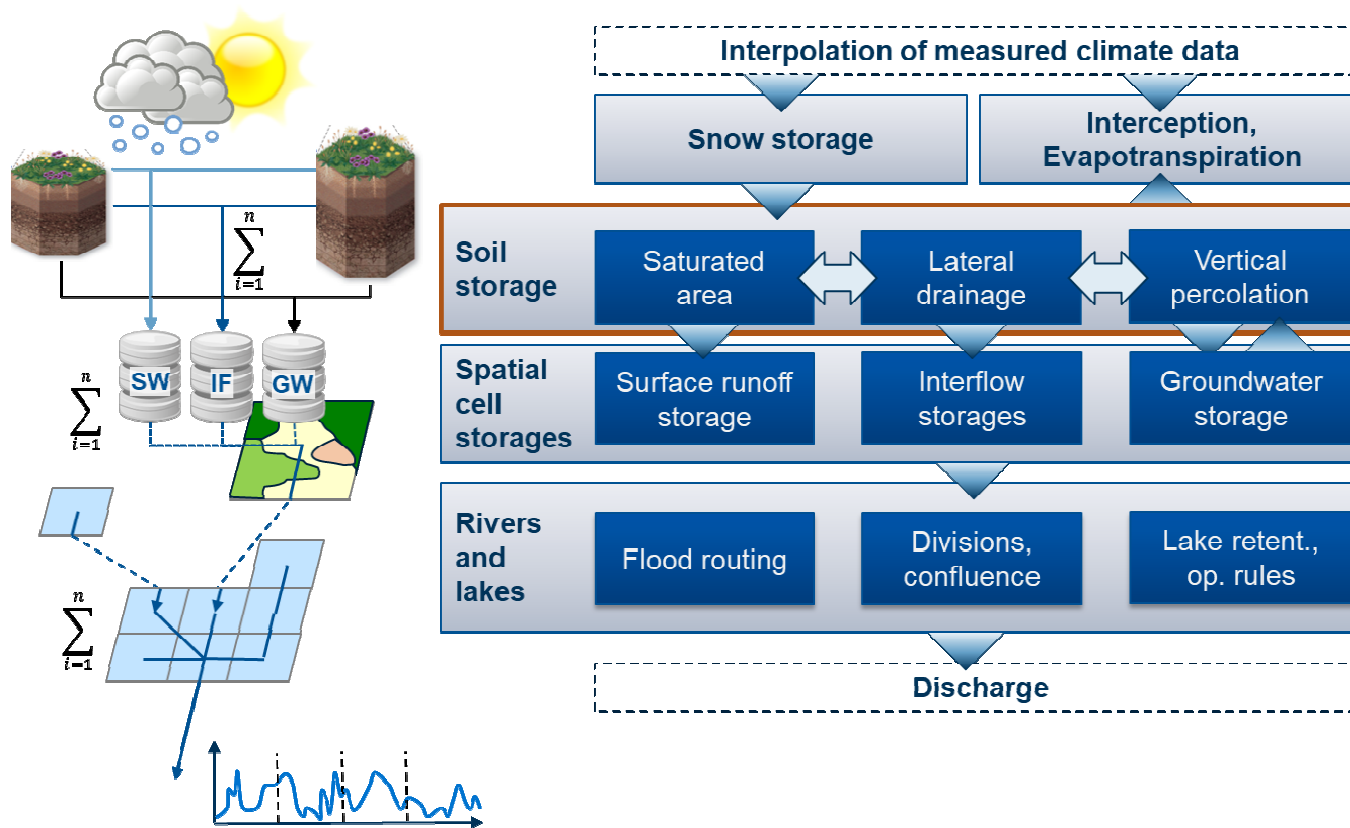 Interpolation of measured climate data
Snow storage
Interception,
Evapotranspiration
Soil
storage
Saturated
area
Lateral
drainage
Vertical
percolation
Spatial
cell
storages
Surface runoff
storage
Interflow
storages
Groundwater
storage
Rivers
and
lakes
Flood routing
Divisions,
confluence
Lake retent.,
op. rules
Discharge
n
∑
i=1
SW
IF
GW
n
∑
i=1
n
∑
i=1